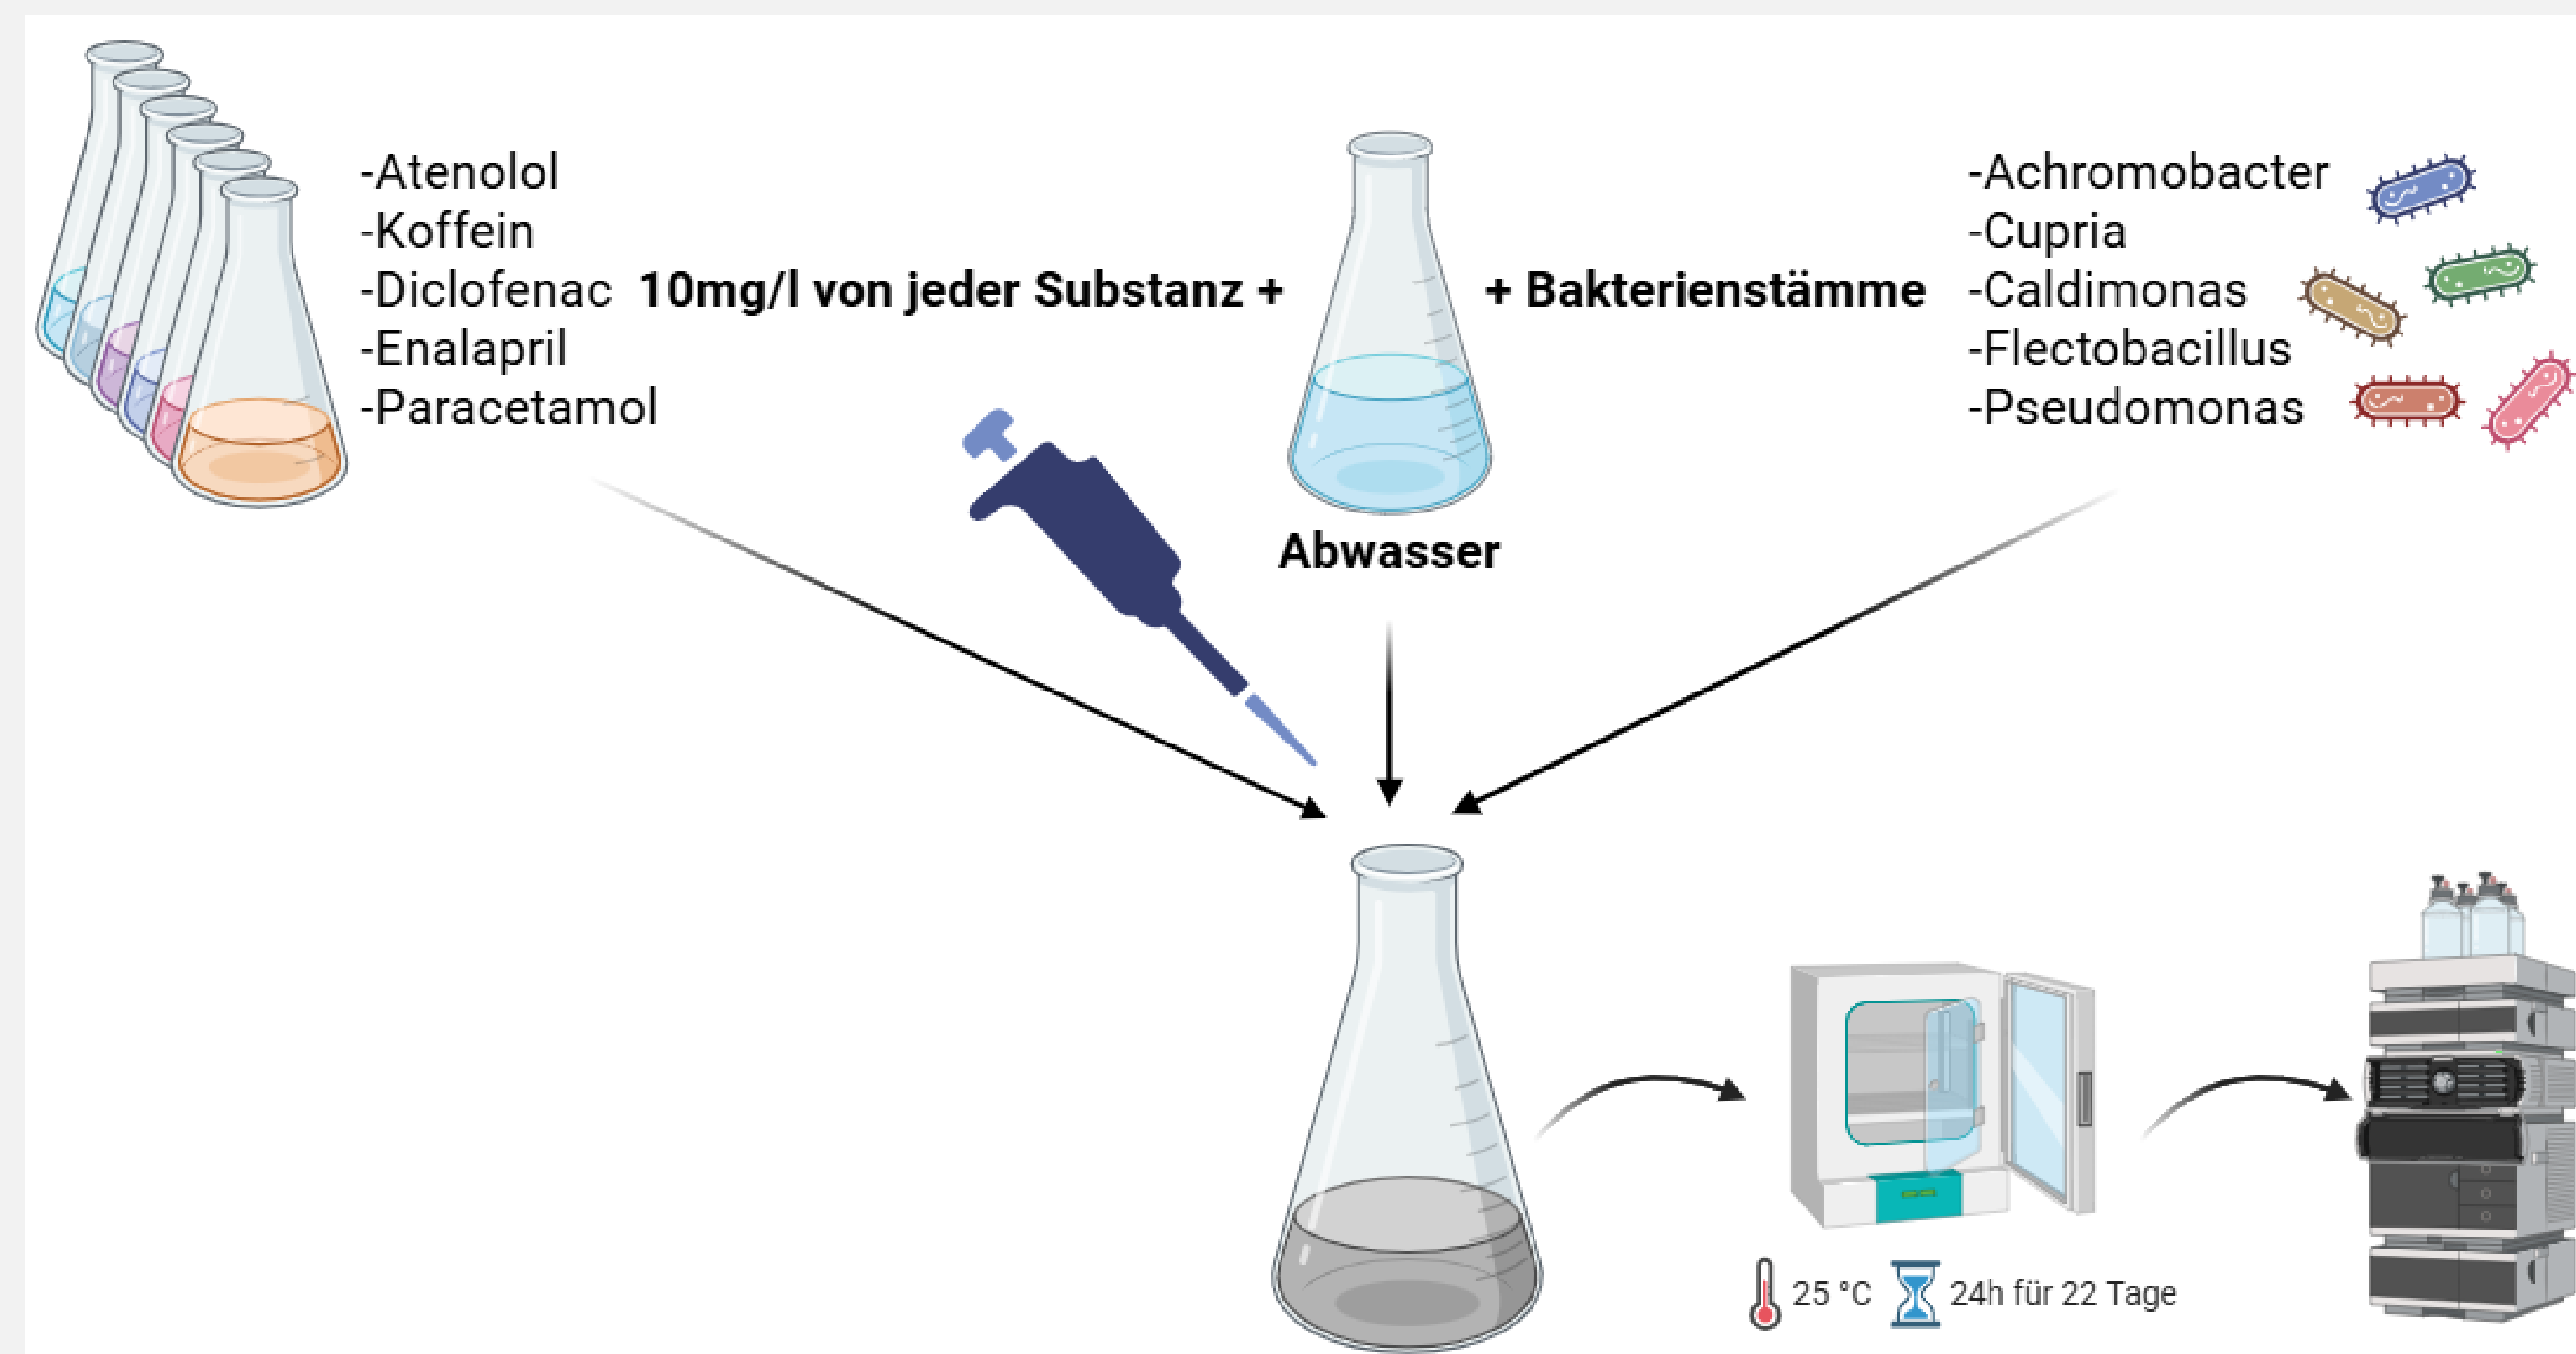 -Atenolol
-Koffein
-Diclofenac
-Enalapril
-Paracetamol
10mg/l von jeder Substanz +
Abwasser
+ Bakterienstämme
-Achromobacter
-Cupria
-Caldimonas
-Flectobacillus
-Pseudomonas
25 °C
24h für 22 Tage